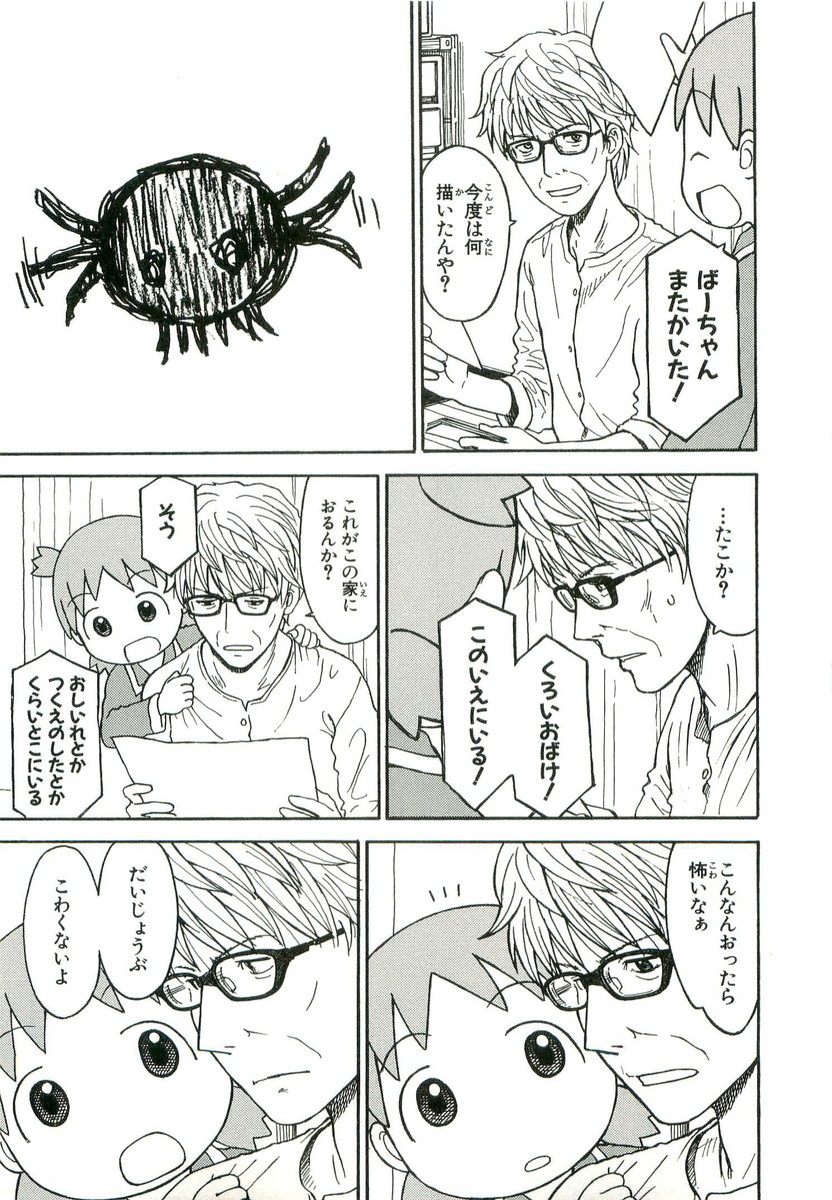 ばーちゃん
またかいた！
今度は何
描いたんや？
…たこか？
くろいおばけ！
このいえにいる！
これがこの家に
おるんか？
そう
おしいれとか
つくえのしたとか
くらいとこにいる
こんなんおったら
怖いなぁ
だいじょうぶ
こわくないよ